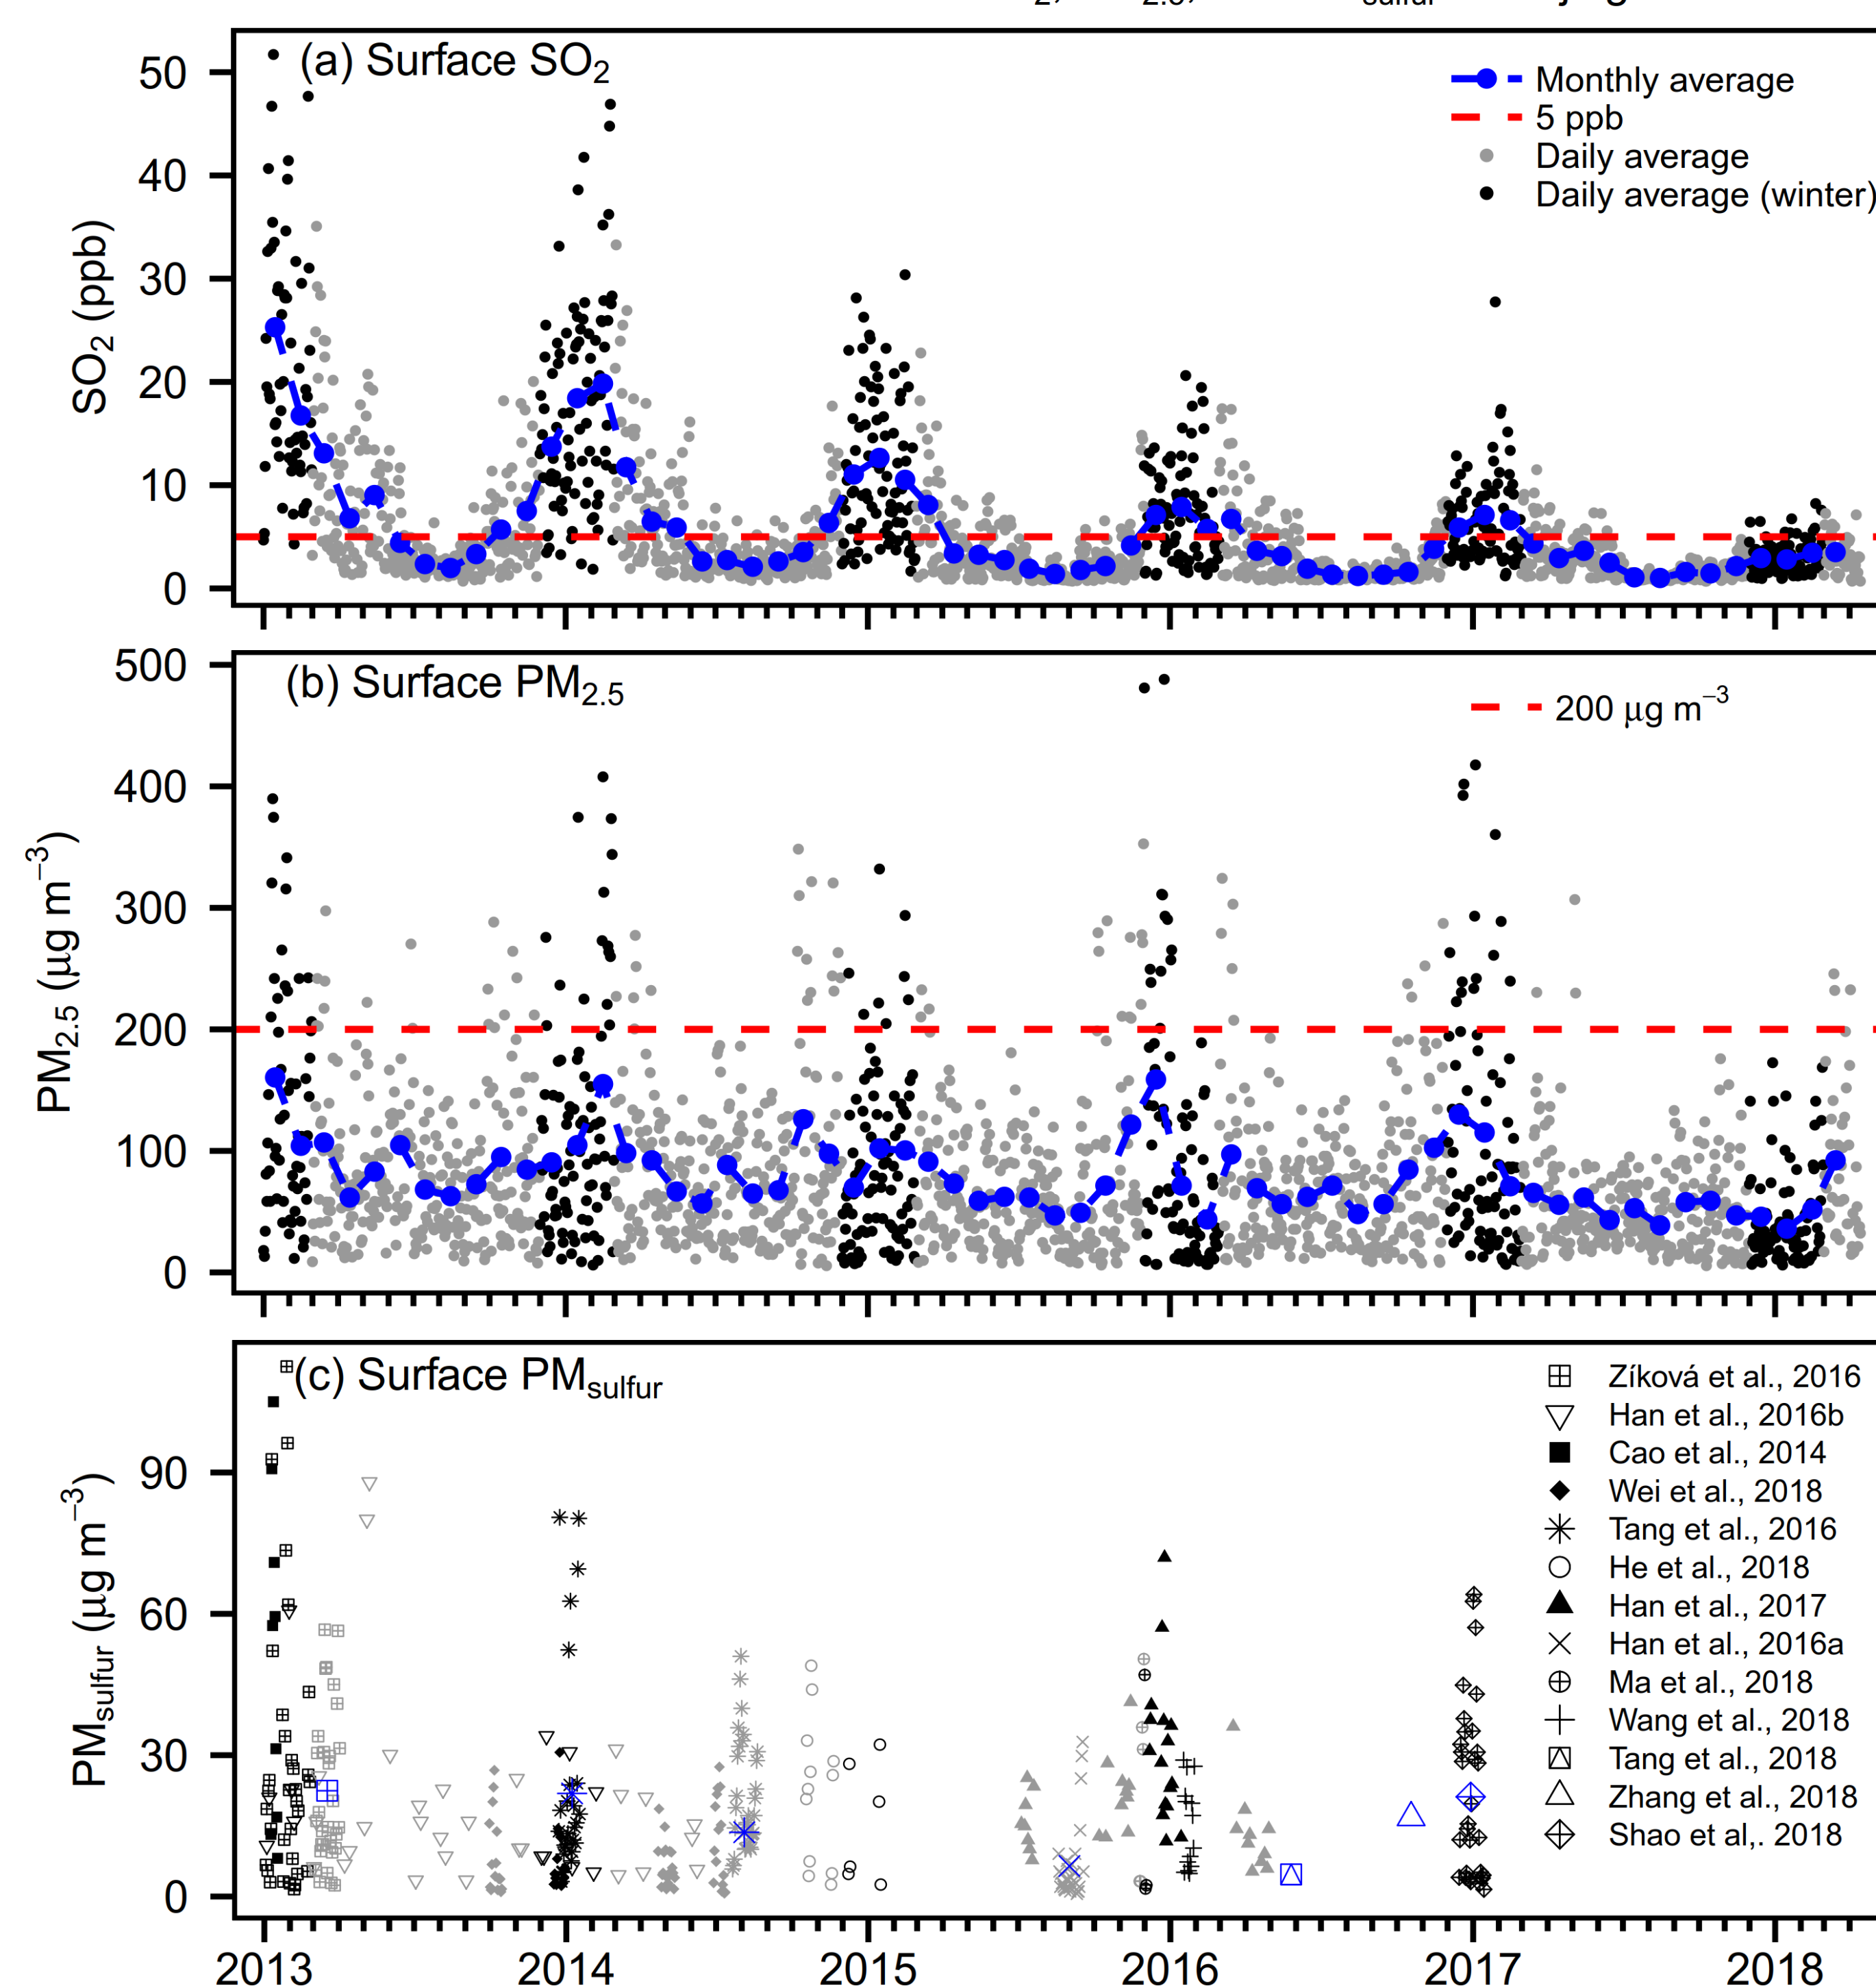 (a) Surface SO2
50
40
30
20
10
0
SO2 (ppb)
Monthly average
5 ppb
Daily average
Daily average (winter)
(b) Surface PM2.5
500
400
300
200
100
0
PM2.5 (μg m−3)
200 μg m−3
(c) Surface PMsulfur
90
60
30
0
PMsulfur (μg m−3)
Zíková et al., 2016
Han et al., 2016b
Cao et al., 2014
Wei et al., 2018
Tang et al., 2016
He et al., 2018
Han et al., 2017
Han et al., 2016a
Ma et al., 2018
Wang et al., 2018
Tang et al., 2018
Zhang et al., 2018
Shao et al,. 2018
2013 2014 2015 2016 2017 2018